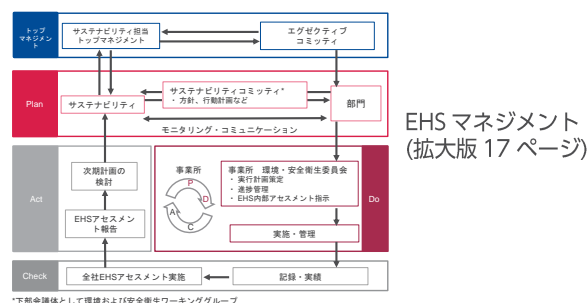 トップ
マネジメン
ト
サステナビリティ担当
トップマネジメント
エグゼクティブ
コミッティ
Plan
サステナビリティ
サステナビリティコミッティ*
・方針、行動計画など
部門
モニタリング・コミュニケーション
EHS マネジメント
(拡大版 17 ページ)
Act
次期計画の
検討
EHSアセスメン
ト報告
事業所
P
D
C
A
事業所 環境・安全衛生委員会
・実行計画策定
・進捗管理
・EHS内部アセスメント指示
Do
実施・管理
Check
全社EHSアセスメント実施
記録・実績
*下部会議体として環境および安全衛生ワーキンググループ